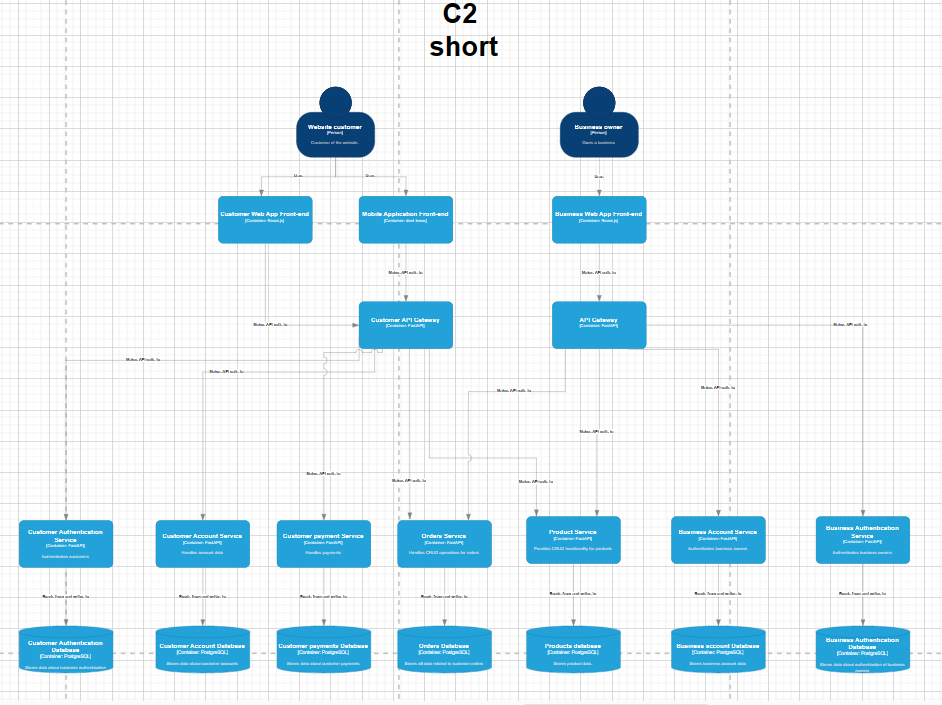 C2
short
Website customer
[Person]
Customer of the website.
Business owner
[Person]
Owns a business
Uses
Uses
Uses
Customer Web App Front-end
[Container: React.js]
Mobile Application Front-end
[Container: dont know]
Business Web App Front-end
[Container: React.js]
Makes API calls to
Makes API calls to
Customer API Gateway
[Container: FastAPI]
API Gateway
[Container: FastAPI]
Makes API calls to
Makes API calls to
Makes API calls to
Makes API calls to
Makes API calls to
Makes API calls to
Makes API calls to
Makes API calls to
Makes API calls to
Makes API calls to
Customer Authentication
Service
[Container: FastAPI]
Authenticates customers
Customer Account Service
[Container: FastAPI]
Handles account data
Customer payment Service
[Container: FastAPI]
Handles payments
Orders Service
[Container: FastAPI]
Handles CRUD operations for orders
Product Service
[Container: FastAPI]
Provides CRUD functionality for products
Business Account Service
[Container: FastAPI]
Authenticates business owners
Business Authentication
Service
[Container: FastAPI]
Authenticates business owners
Reads from and writes to
Reads from and writes to
Reads from and writes to
Reads from and writes to
Reads from and writes to
Reads from and writes to
Reads from and writes to
Customer Authentication
Database
[Container: PostgreSQL]
Stores data about customer authentication
Customer Account Database
[Container: PostgreSQL]
Stores data about customer accounts
Customer payments Database
[Container: PostgreSQL]
Stores data about customer payments
Orders Database
[Container: PostgreSQL]
Stores all data related to customer orders
Products database
[Container: PostgreSQL]
Stores product data
Business account Database
[Container: PostgreSQL]
Stores business account data
Business Authentication
Database
[Container: PostgreSQL]
Stores data about authentication of business
owners